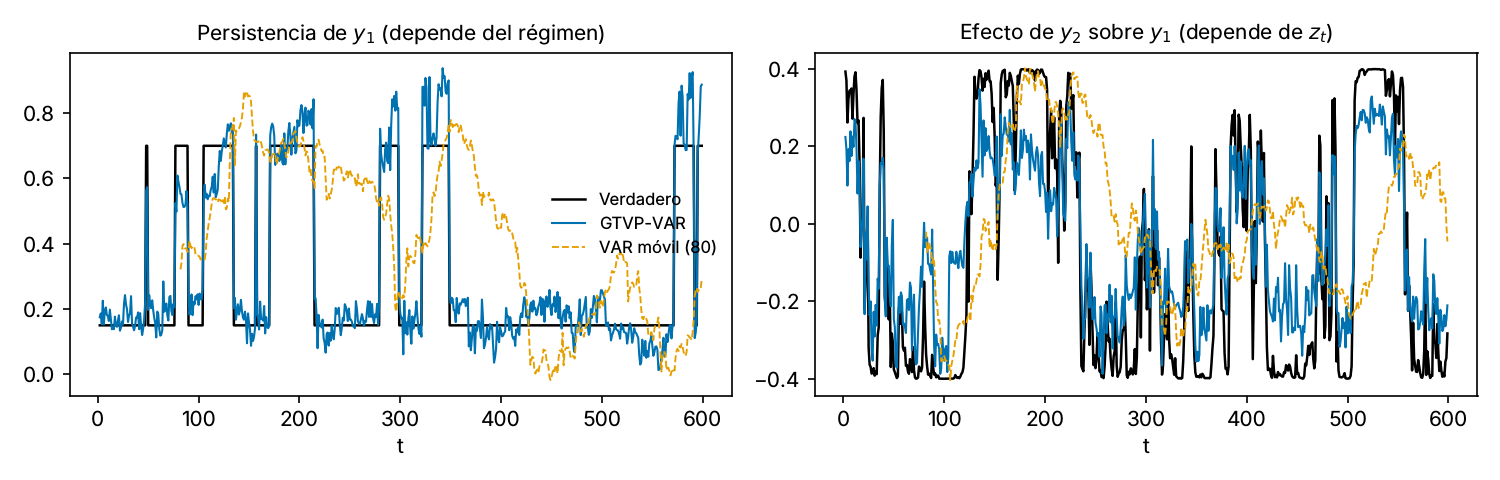 Persistencia de y₁ (depende del régimen)
0.8
0.6
0.4
0.2
0.0
0 100 200 300 400 500 600
t
Verdadero
GTVP-VAR
VAR móvil (80)
Efecto de y₂ sobre y₁ (depende de zₜ)
0.4
0.2
0.0
−0.2
−0.4
0 100 200 300 400 500 600
t